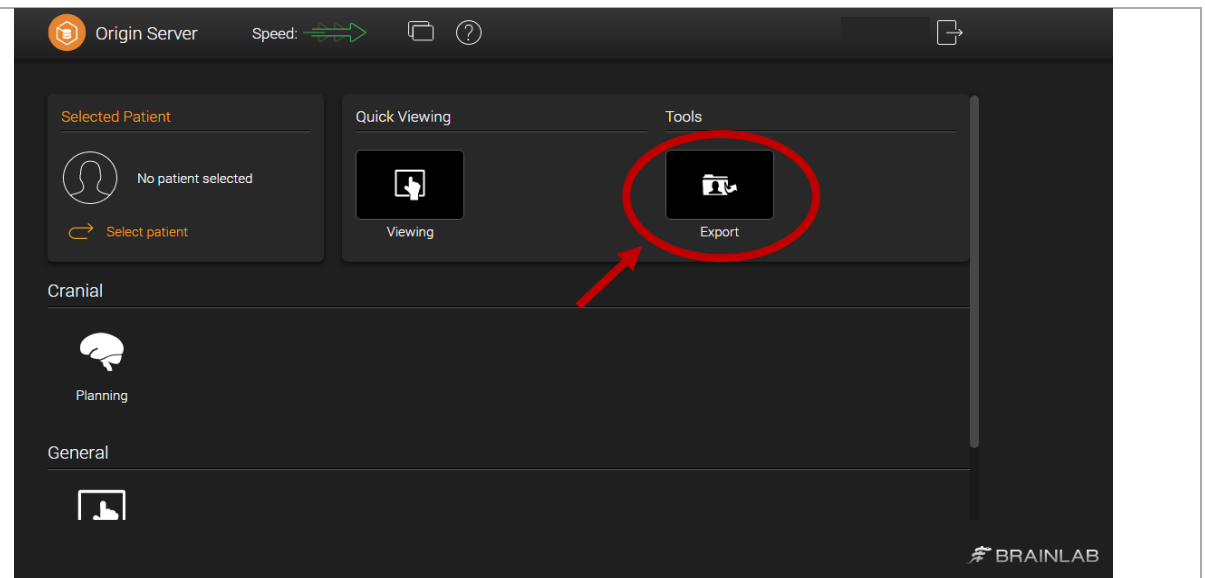 Origin Server
Speed:
Selected Patient
No patient selected
Select patient
Quick Viewing
Viewing
Tools
Export
Cranial
Planning
General
BRAINLAB